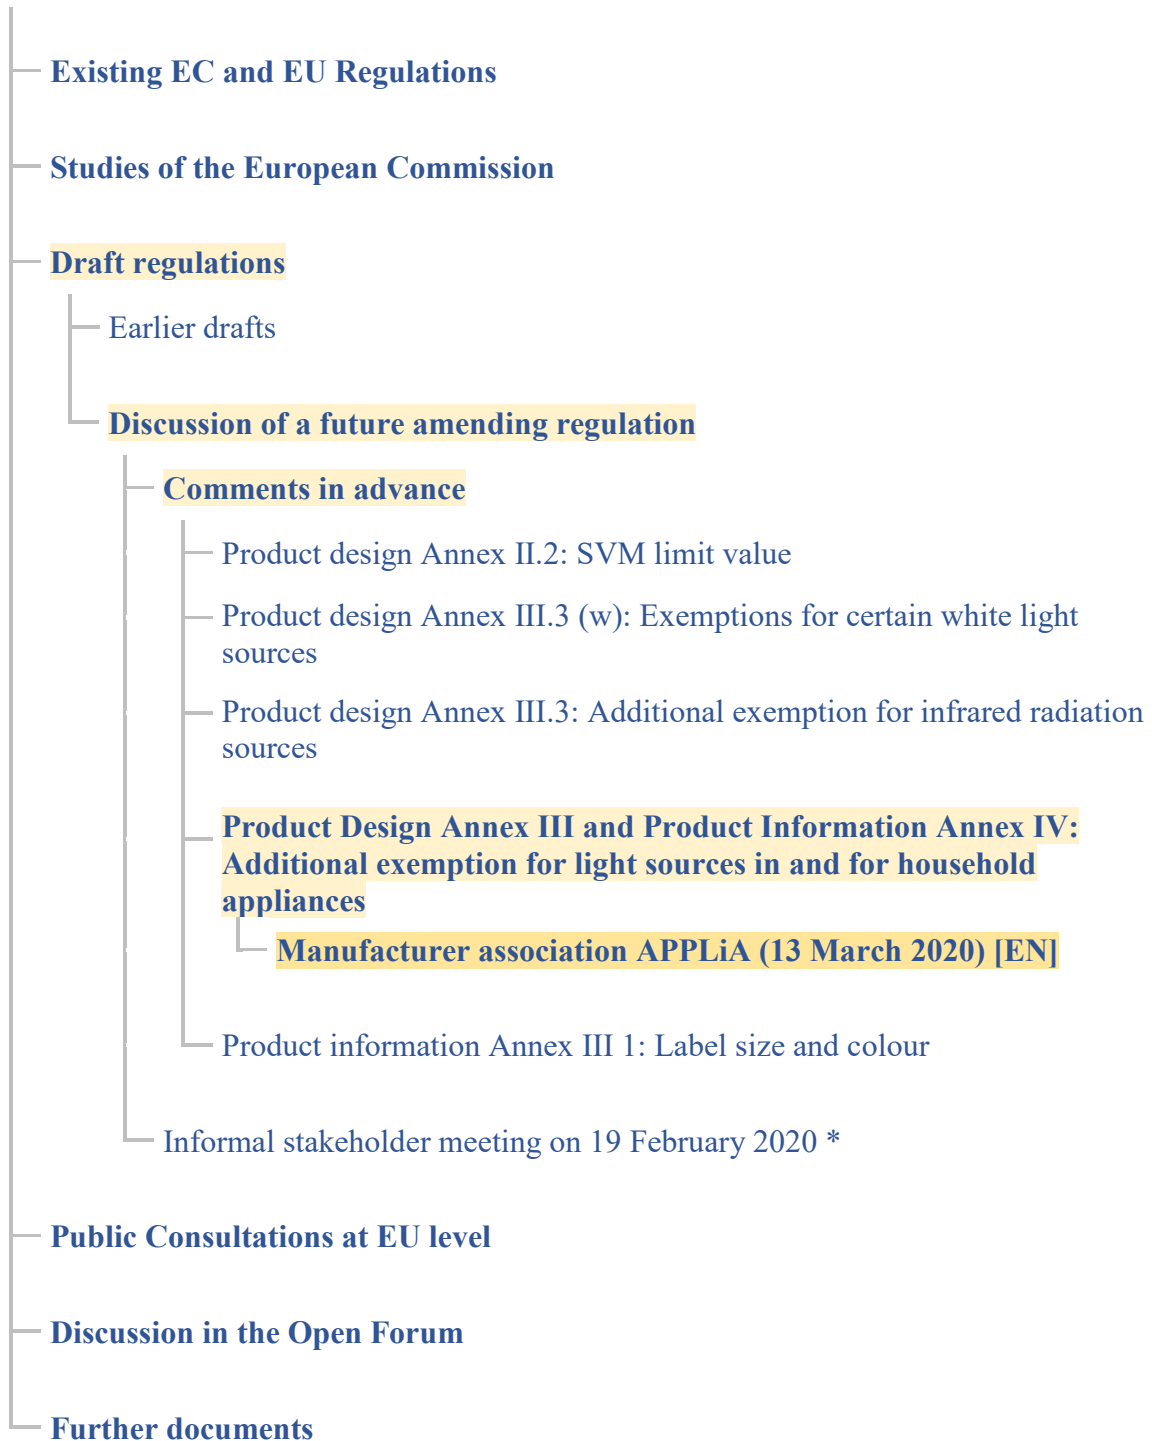 Existing EC and EU Regulations
Studies of the European Commission
Draft regulations
Earlier drafts
Discussion of a future amending regulation
Comments in advance
Product design Annex II.2: SVM limit value
Product design Annex III.3 (w): Exemptions for certain white light
sources
Product design Annex III.3: Additional exemption for infrared radiation
sources
Product Design Annex III and Product Information Annex IV:
Additional exemption for light sources in and for household
appliances
Manufacturer association APPLiA (13 March 2020) [EN]
Product information Annex III 1: Label size and colour
Informal stakeholder meeting on 19 February 2020 *
Public Consultations at EU level
Discussion in the Open Forum
Further documents